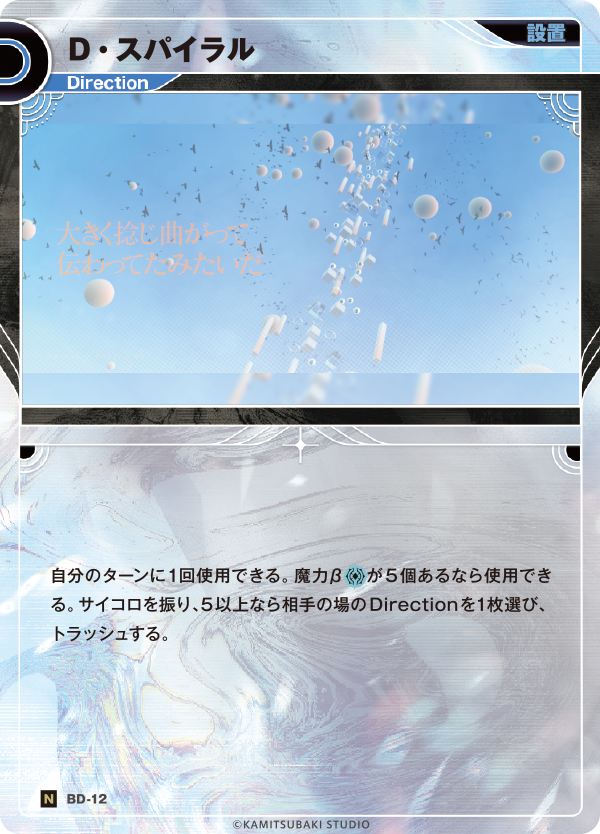 D・スパイラル
設置
Direction
大きく捻じ曲がって
伝わってたみたいだ
自分のターンに1回使用できる。魔力βが5個あるなら使用でき
る。サイコロを振り、5以上なら相手の場のDirectionを1枚選び、
トラッシュする。
N BD-12
©KAMITSUBAKI STUDIO